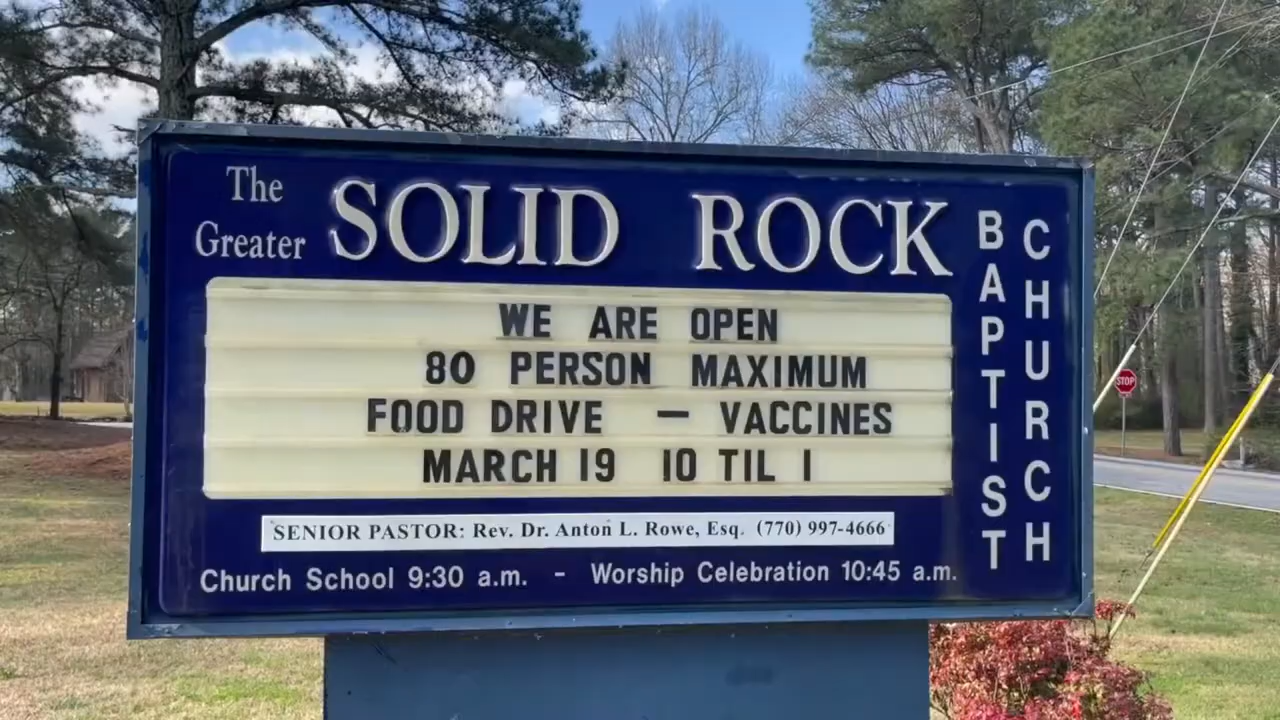 The Greater SOLID ROCK
BAPTIST
CHURCH
WE ARE OPEN
80 PERSON MAXIMUM
FOOD DRIVE — VACCINES
MARCH 19 10 TIL 1
SENIOR PASTOR: Rev. Dr. Anton L. Rowe, Esq. (770) 997-4666
Church School 9:30 a.m. - Worship Celebration 10:45 a.m.
STOP